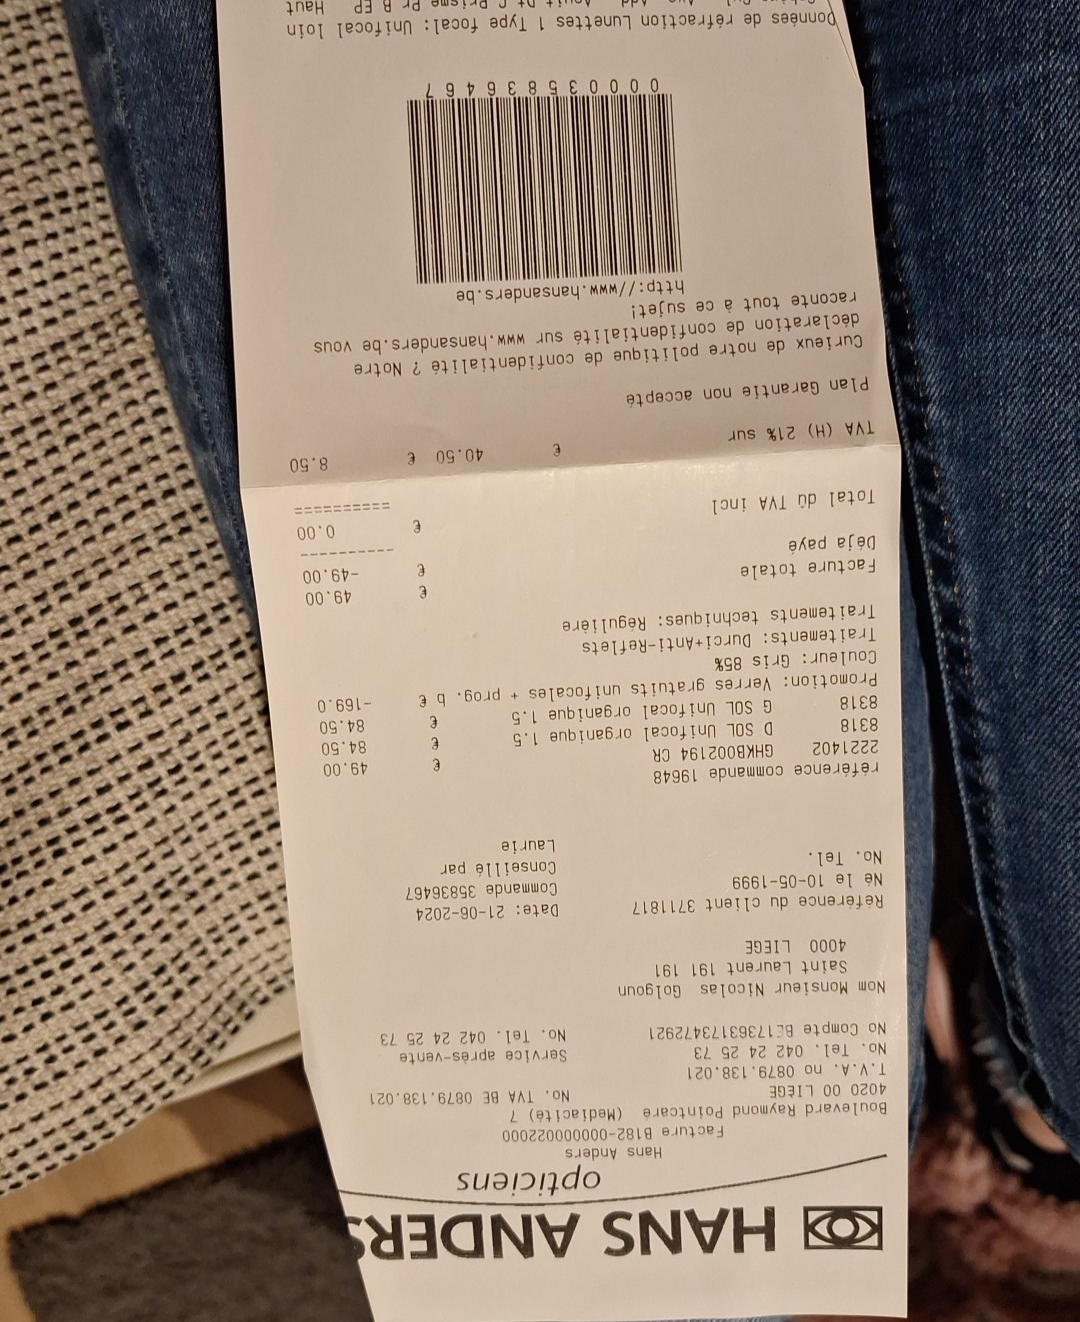 HANS ANDERS
opticiens
Hans Anders
Facture B182-000000022000
Boulevard Raymond Pointcaré (Mediacité) 7
4020 00 LIèGE No. TVA BE 0879.138.021
T.V.A. no 0879.138.021
No. Tel. 042 24 25 73 Service après-vente
No Compte BE17363173472921 No. Tel. 042 24 25 73
Nom Monsieur Nicolas Golgoun
Saint Laurent 191 191
4000 LIEGE
Référence du client 3711817 Date: 21-06-2024
Né le 10-05-1999 Commande 35836467
No. Tel. Conseillé par
Laurie
référence commande 19648
2221402 GHKB002194 CR € 49.00
8318 D SOL Unifocal organique 1.5 € 84.50
8318 G SOL Unifocal organique 1.5 € 84.50
Promotion: Verres gratuits unifocales + prog. b € -169.0
Couleur: Gris 85%
Traitements: Durci+Anti-Reflets
Traitements techniques: Régulière
Facture totale € 49.00
Déja payé € -49.00
-----------
Total dû TVA incl € 0.00
==========
TVA (H) 21% sur € 40.50 € 8.50
Plan Garantie non accepté
Curieux de notre politique de confidentialité ? Notre
déclaration de confidentialité sur www.hansanders.be vous
raconte tout à ce sujet!
http://www.hansanders.be
0 0 0 0 3 5 8 3 6 4 6 7
Données de réfraction Lunettes 1 Type focal: Unifocal loin
Prisme Pr B EP Haut